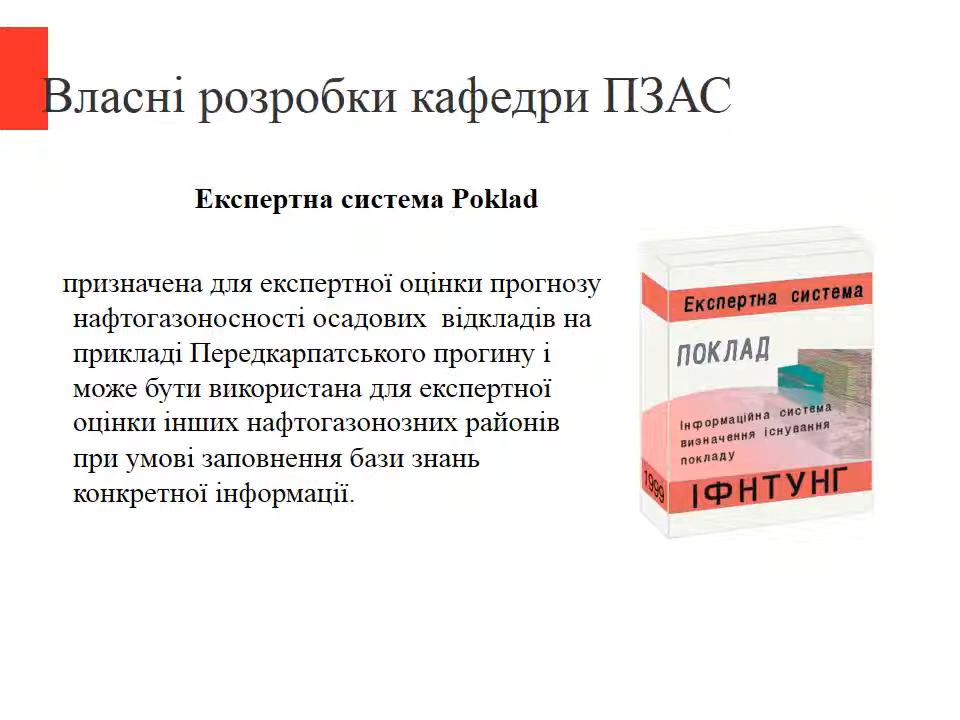 Власні розробки кафедри ПЗАС
Експертна система Poklad
призначена для експертної оцінки прогнозу
нафтогазоносності осадових відкладів на
прикладі Передкарпатського прогину і
може бути використана для експертної
оцінки інших нафтогазонозних районів
при умові заповнення бази знань
конкретної інформації.
Експертна система
ПОКЛАД
Інформаційна система
визначення існування
покладу
1999
ІФНТУНГ